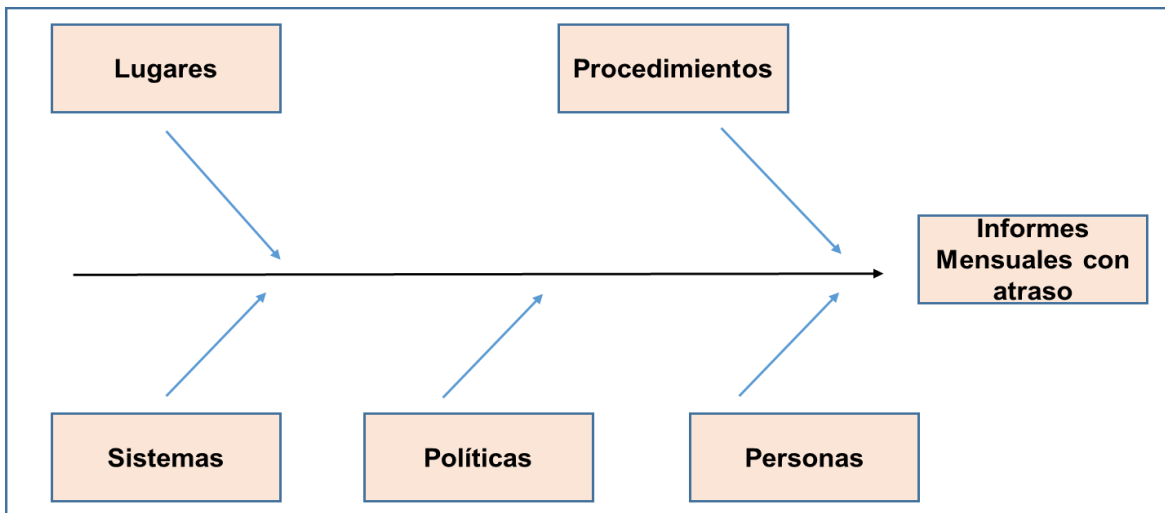 Lugares
Procedimientos
Informes
Mensuales con
atraso
Sistemas
Políticas
Personas